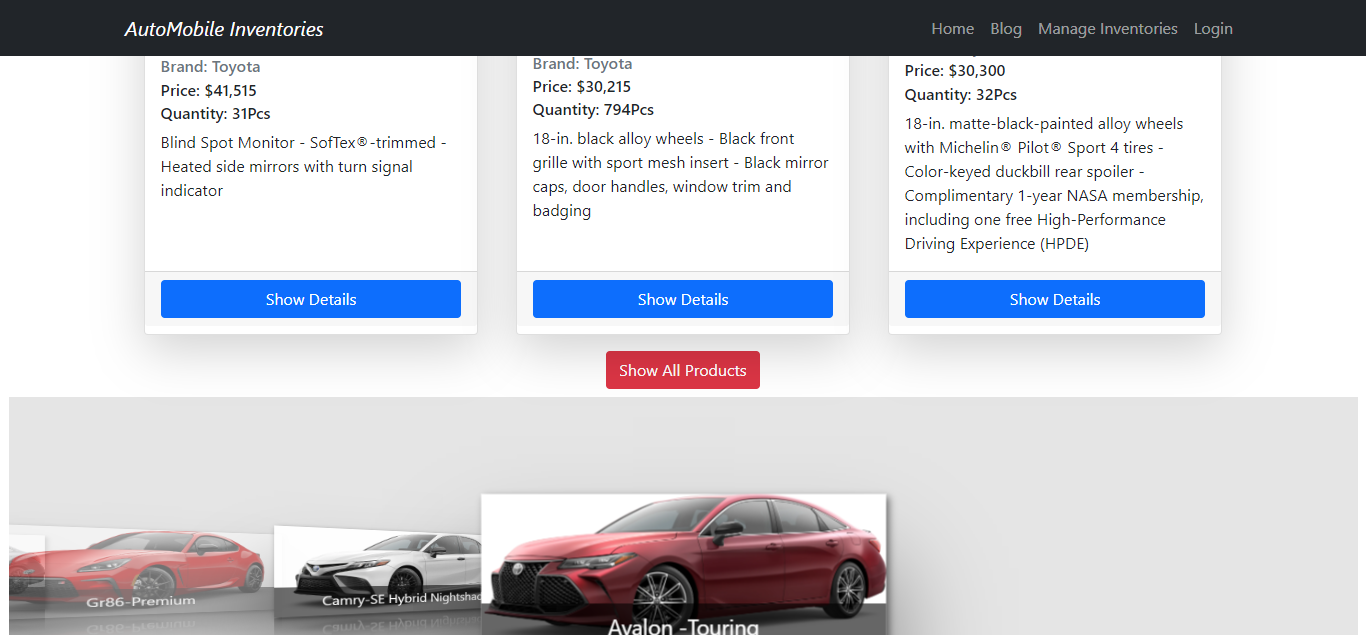 AutoMobile Inventories
Home Blog Manage Inventories Login
Brand: Toyota
Price: $41,515
Quantity: 31Pcs
Blind Spot Monitor - SofTex®-trimmed -
Heated side mirrors with turn signal
indicator
Show Details
Brand: Toyota
Price: $30,215
Quantity: 794Pcs
18-in. black alloy wheels - Black front
grille with sport mesh insert - Black mirror
caps, door handles, window trim and
badging
Show Details
Price: $30,300
Quantity: 32Pcs
18-in. matte-black-painted alloy wheels
with Michelin® Pilot® Sport 4 tires -
Color-keyed duckbill rear spoiler -
Complimentary 1-year NASA membership,
including one free High-Performance
Driving Experience (HPDE)
Show Details
Show All Products
Gr86-Premium
Camry-SE Hybrid Nightshad
Avalon -Touring